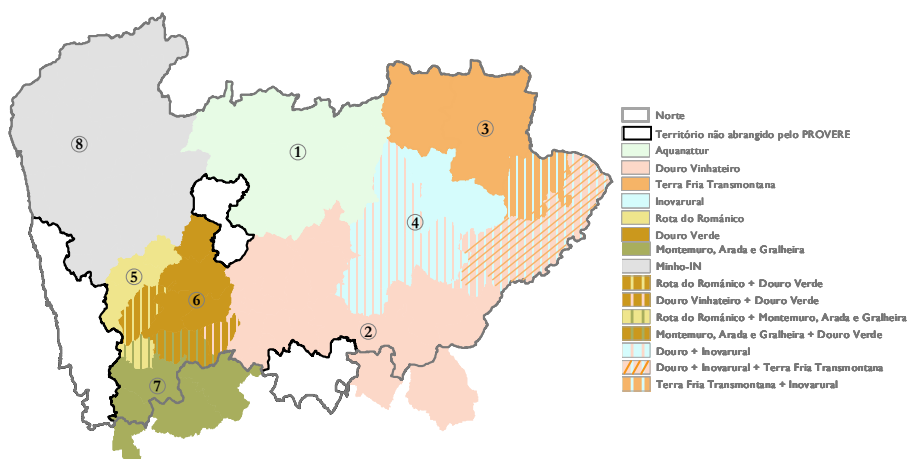 8
1
3
4
5
6
2
7
Norte
Território não abrangido pelo PROVERE
Aquanattur
Douro Vinhateiro
Terra Fria Transmontana
Inovarural
Rota do Românico
Douro Verde
Montemuro, Arada e Gralheira
Minho-IN
Rota do Românico + Douro Verde
Douro Vinhateiro + Douro Verde
Rota do Românico + Montemuro, Arada e Gralheira
Montemuro, Arada e Gralheira + Douro Verde
Douro + Inovarural
Douro + Inovarural + Terra Fria Transmontana
Terra Fria Transmontana + Inovarural